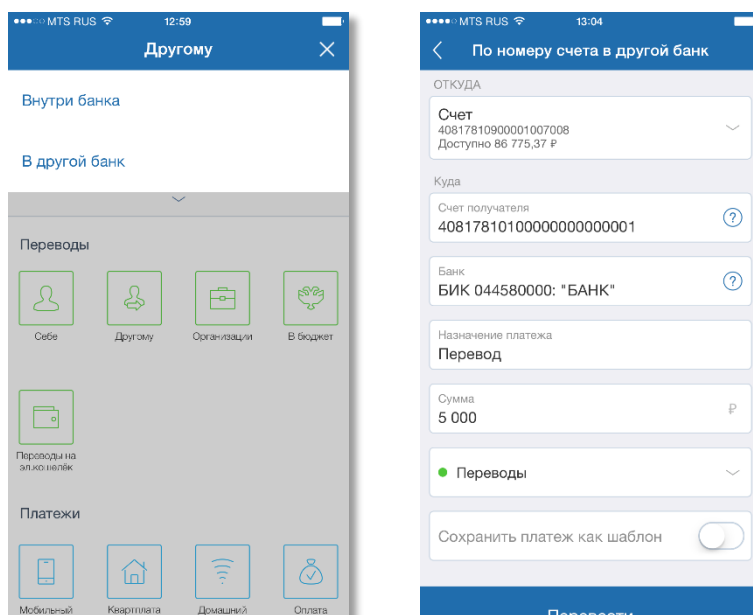 MTS RUS 12:59
Другому
Внутри банка
В другой банк
Переводы
Себе Другому Организации В бюджет
Переводы на
эл.кошелёк
Платежи
Мобильный Квартплата Домашний Оплата
MTS RUS 13:04
По номеру счета в другой банк
ОТКУДА
Счет
40817810900001007008
Доступно 86 775,37 ₽
Куда
Счет получателя
40817810100000000000001
Банк
БИК 044580000: "БАНК"
Назначение платежа
Перевод
Сумма
5 000 ₽
Переводы
Сохранить платеж как шаблон
Перевести